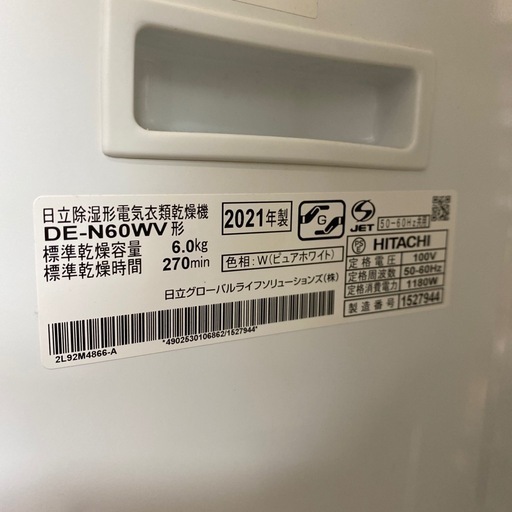 日立除湿形電気衣類乾燥機
DE-N60WV形
標準乾燥容量 6.0kg
標準乾燥時間 270min
2021年製
色相:W(ピュアホワイト)
日立グローバルライフソリューションズ(株)
G
S
JET
50-60Hz共用
PS
E
HITACHI
定格電圧 100V
定格周波数 50-60Hz
定格消費電力 1180W
製造番号 1527944
*4902530106862/1527944*
2L92M4866-A